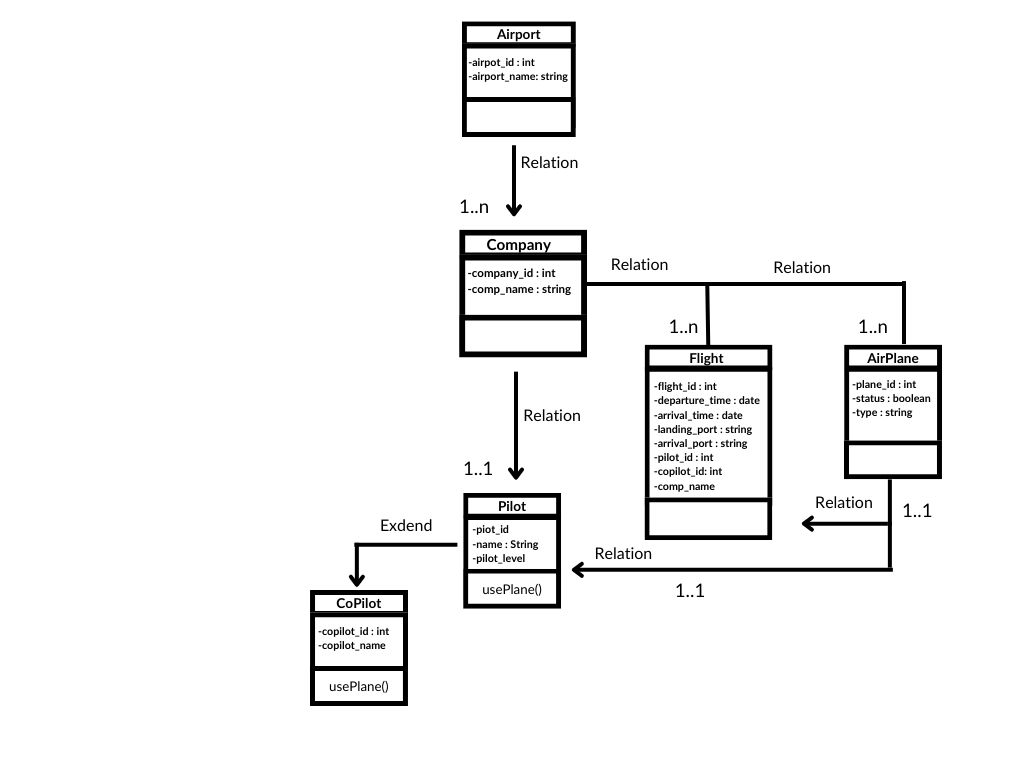 Airport
-airpot_id : int
-airport_name: string
Relation
1..n
Company
-company_id : int
-comp_name : string
Relation
Relation
1..n
1..n
Flight
-flight_id : int
-departure_time : date
-arrival_time : date
-landing_port : string
-arrival_port : string
-pilot_id : int
-copilot_id: int
-comp_name
AirPlane
-plane_id : int
-status : boolean
-type : string
Relation
1..1
Relation
1..1
Pilot
-piot_id
-name : String
-pilot_level
usePlane()
Relation
1..1
Exdend
CoPilot
-copilot_id : int
-copilot_name
usePlane()